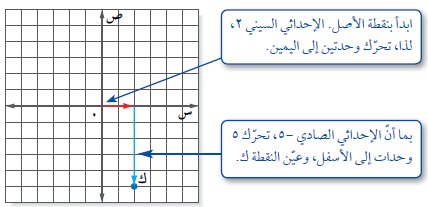 ص
ابدأ بنقطة الأصل. الإحداثي السيني ٢،
لذا، تحرّك وحدتين إلى اليمين.
س
٠
بما أنّ الإحداثي الصادي -٥، تحرّك ٥
وحدات إلى الأسفل، وعيّن النقطة ك.
ك